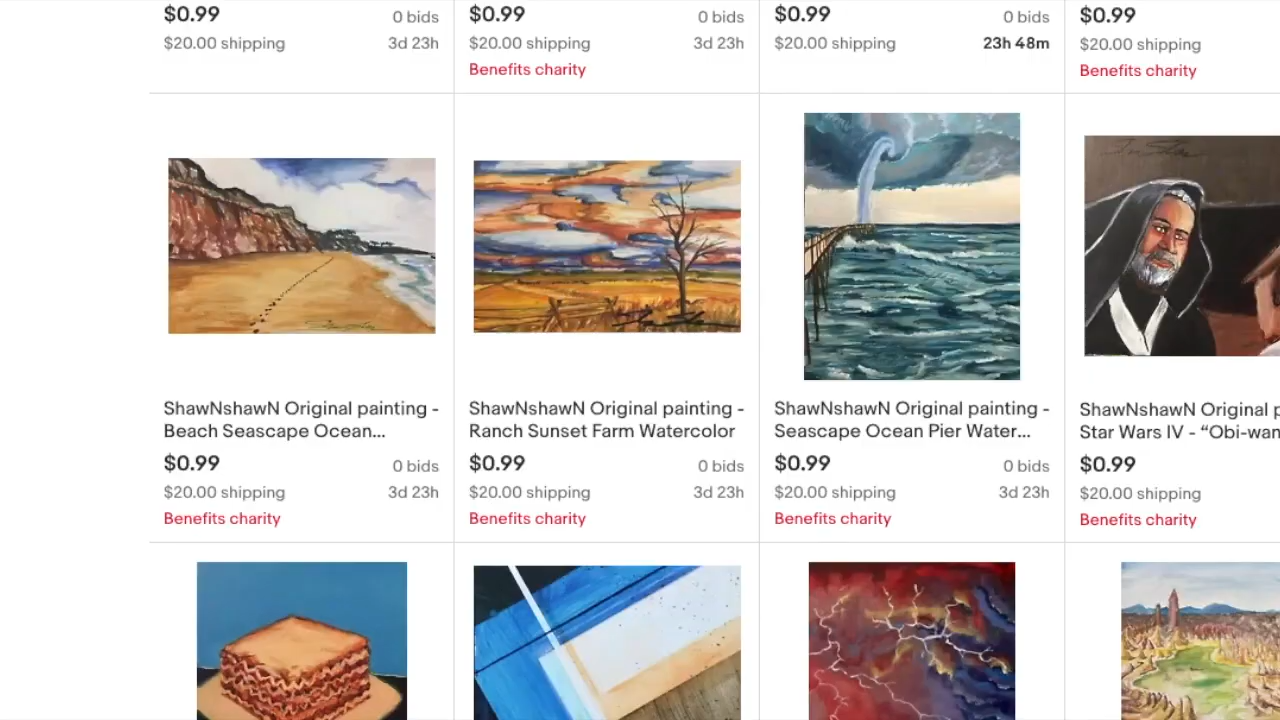 $0.99 0 bids
$20.00 shipping 3d 23h
$0.99 0 bids
$20.00 shipping 3d 23h
Benefits charity
$0.99 0 bids
$20.00 shipping 23h 48m
$0.99
$20.00 shipping
Benefits charity
ShawNshawN Original painting -
Beach Seascape Ocean...
$0.99 0 bids
$20.00 shipping 3d 23h
Benefits charity
ShawNshawN Original painting -
Ranch Sunset Farm Watercolor
$0.99 0 bids
$20.00 shipping 3d 23h
Benefits charity
ShawNshawN Original painting -
Seascape Ocean Pier Water...
$0.99 0 bids
$20.00 shipping 3d 23h
Benefits charity
ShawNshawN Original p
Star Wars IV - “Obi-wan
$0.99
$20.00 shipping
Benefits charity